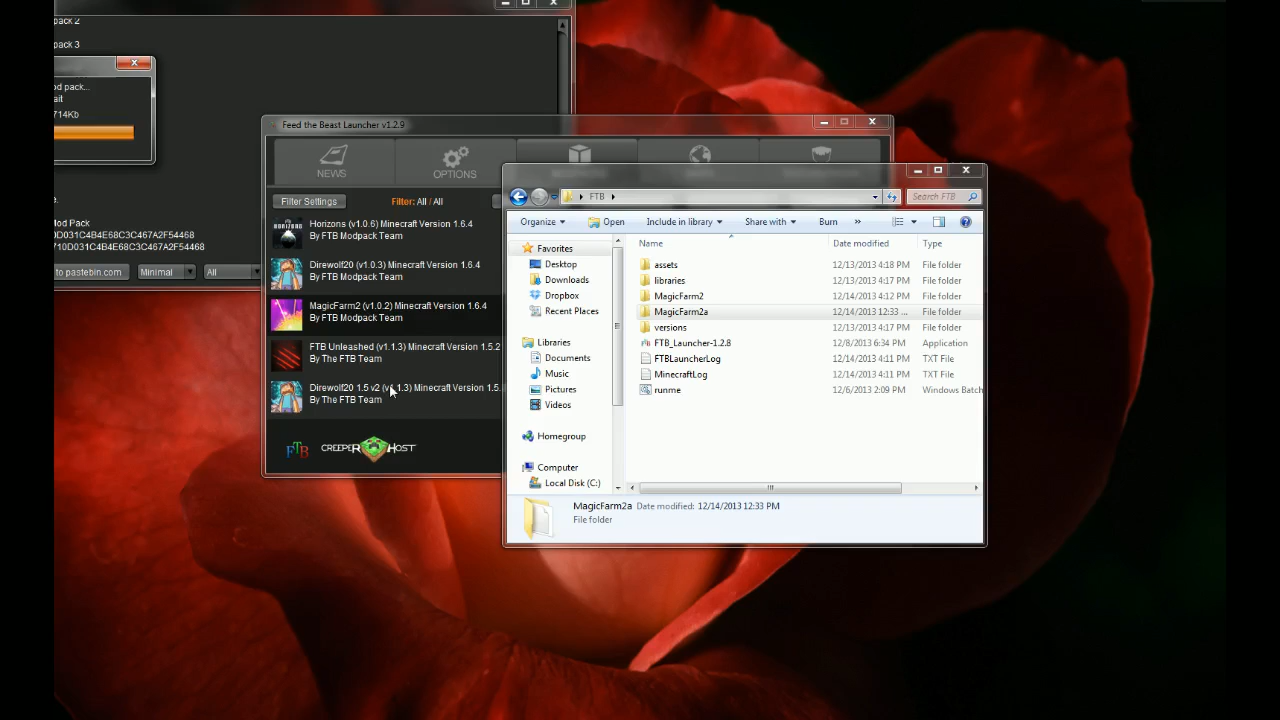 pack 2
pack 3
od pack...
ait
714Kb
Mod Pack
0D031C4B4E68C3C467A2F54468
710D031C4B4E68C3C467A2F54468
to pastebin.com
Minimal
All
Feed the Beast Launcher v1.2.9
NEWS
OPTIONS
Filter Settings
Filter: All / All
Horizons (v1.0.6) Minecraft Version 1.6.4
By FTB Modpack Team
Direwolf20 (v1.0.3) Minecraft Version 1.6.4
By FTB Modpack Team
MagicFarm2 (v1.0.2) Minecraft Version 1.6.4
By FTB Modpack Team
FTB Unleashed (v1.1.3) Minecraft Version 1.5.2
By The FTB Team
Direwolf20 1.5 v2 (v1.1.3) Minecraft Version 1.5.
By The FTB Team
FTB
CREEPER HOST
FTB
Search FTB
Organize
Open
Include in library
Share with
Burn
»
Favorites
Desktop
Downloads
Dropbox
Recent Places
Libraries
Documents
Music
Pictures
Videos
Homegroup
Computer
Local Disk (C:)
Name Date modified Type
assets 12/13/2013 4:18 PM File folder
libraries 12/13/2013 4:17 PM File folder
MagicFarm2 12/14/2013 4:12 PM File folder
MagicFarm2a 12/14/2013 12:33 ... File folder
versions 12/13/2013 4:17 PM File folder
FTB_Launcher-1.2.8 12/8/2013 6:34 PM Application
FTBLauncherLog 12/14/2013 4:11 PM TXT File
MinecraftLog 12/14/2013 4:11 PM TXT File
runme 12/6/2013 2:09 PM Windows Batch
MagicFarm2a Date modified: 12/14/2013 12:33 PM
File folder